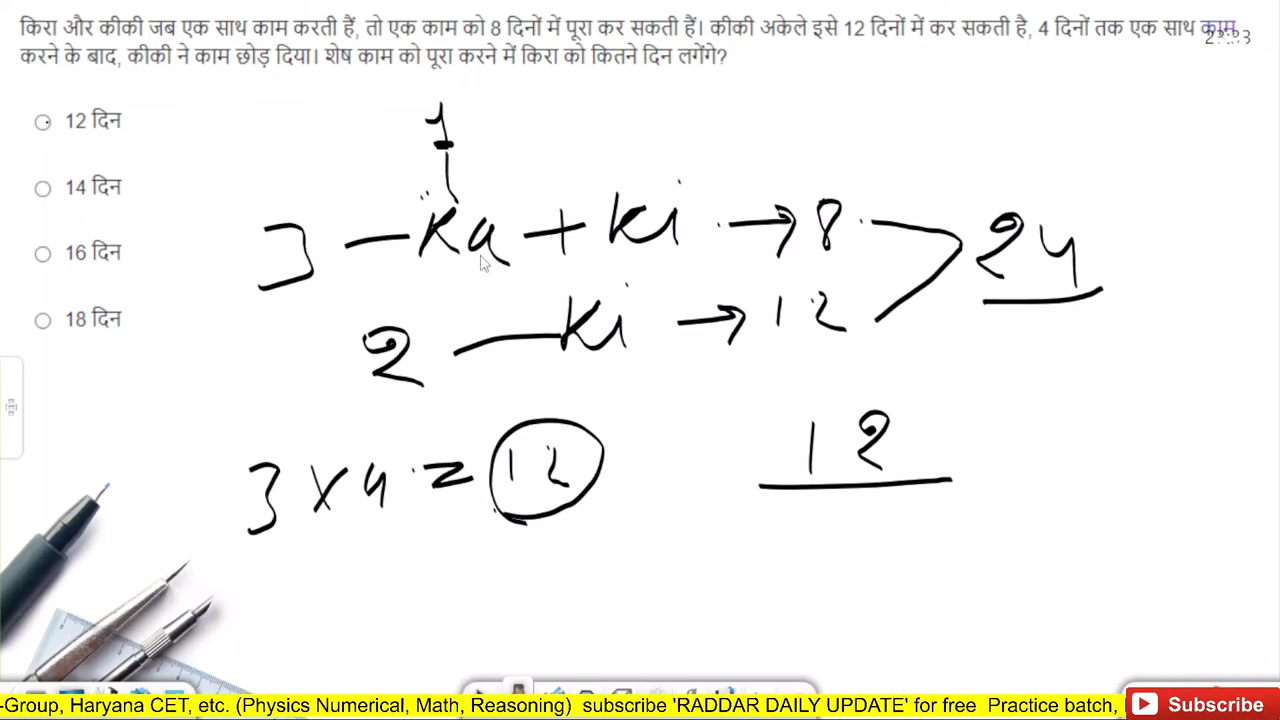 किरा और कीकी जब एक साथ काम करती हैं, तो एक काम को 8 दिनों में पूरा कर सकती हैं। कीकी अकेले इसे 12 दिनों में कर सकती है, 4 दिनों तक एक साथ काम
करने के बाद, कीकी ने काम छोड़ दिया। शेष काम को पूरा करने में किरा को कितने दिन लगेंगे?
12 दिन
14 दिन
16 दिन
18 दिन
1
3 — Ka + Ki → 8
24
2 — Ki → 12
3 x 4 = 12
12
-Group, Haryana CET, etc. (Physics Numerical, Math, Reasoning) subscribe 'RADDAR DAILY UPDATE' for free Practice batch,
Subscribe